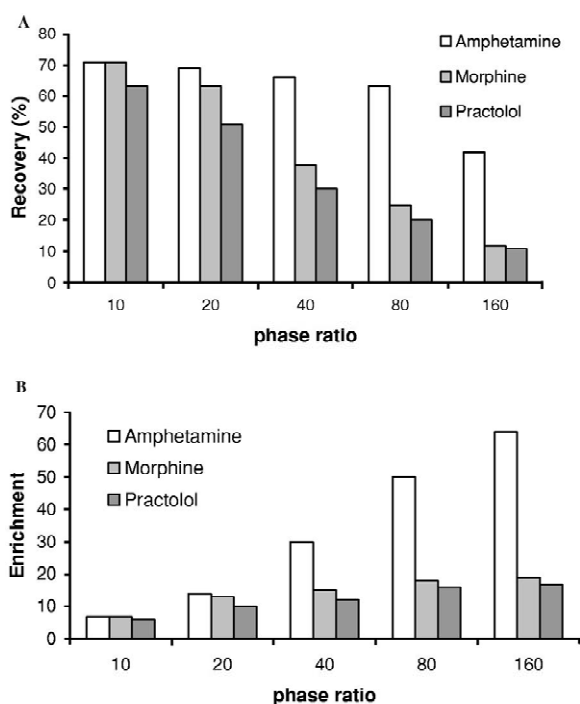 A
80
70
60
50
40
30
20
10
0
Recovery (%)
Amphetamine
Morphine
Practolol
10 20 40 80 160
phase ratio
B
70
60
50
40
30
20
10
0
Enrichment
Amphetamine
Morphine
Practolol
10 20 40 80 160
phase ratio